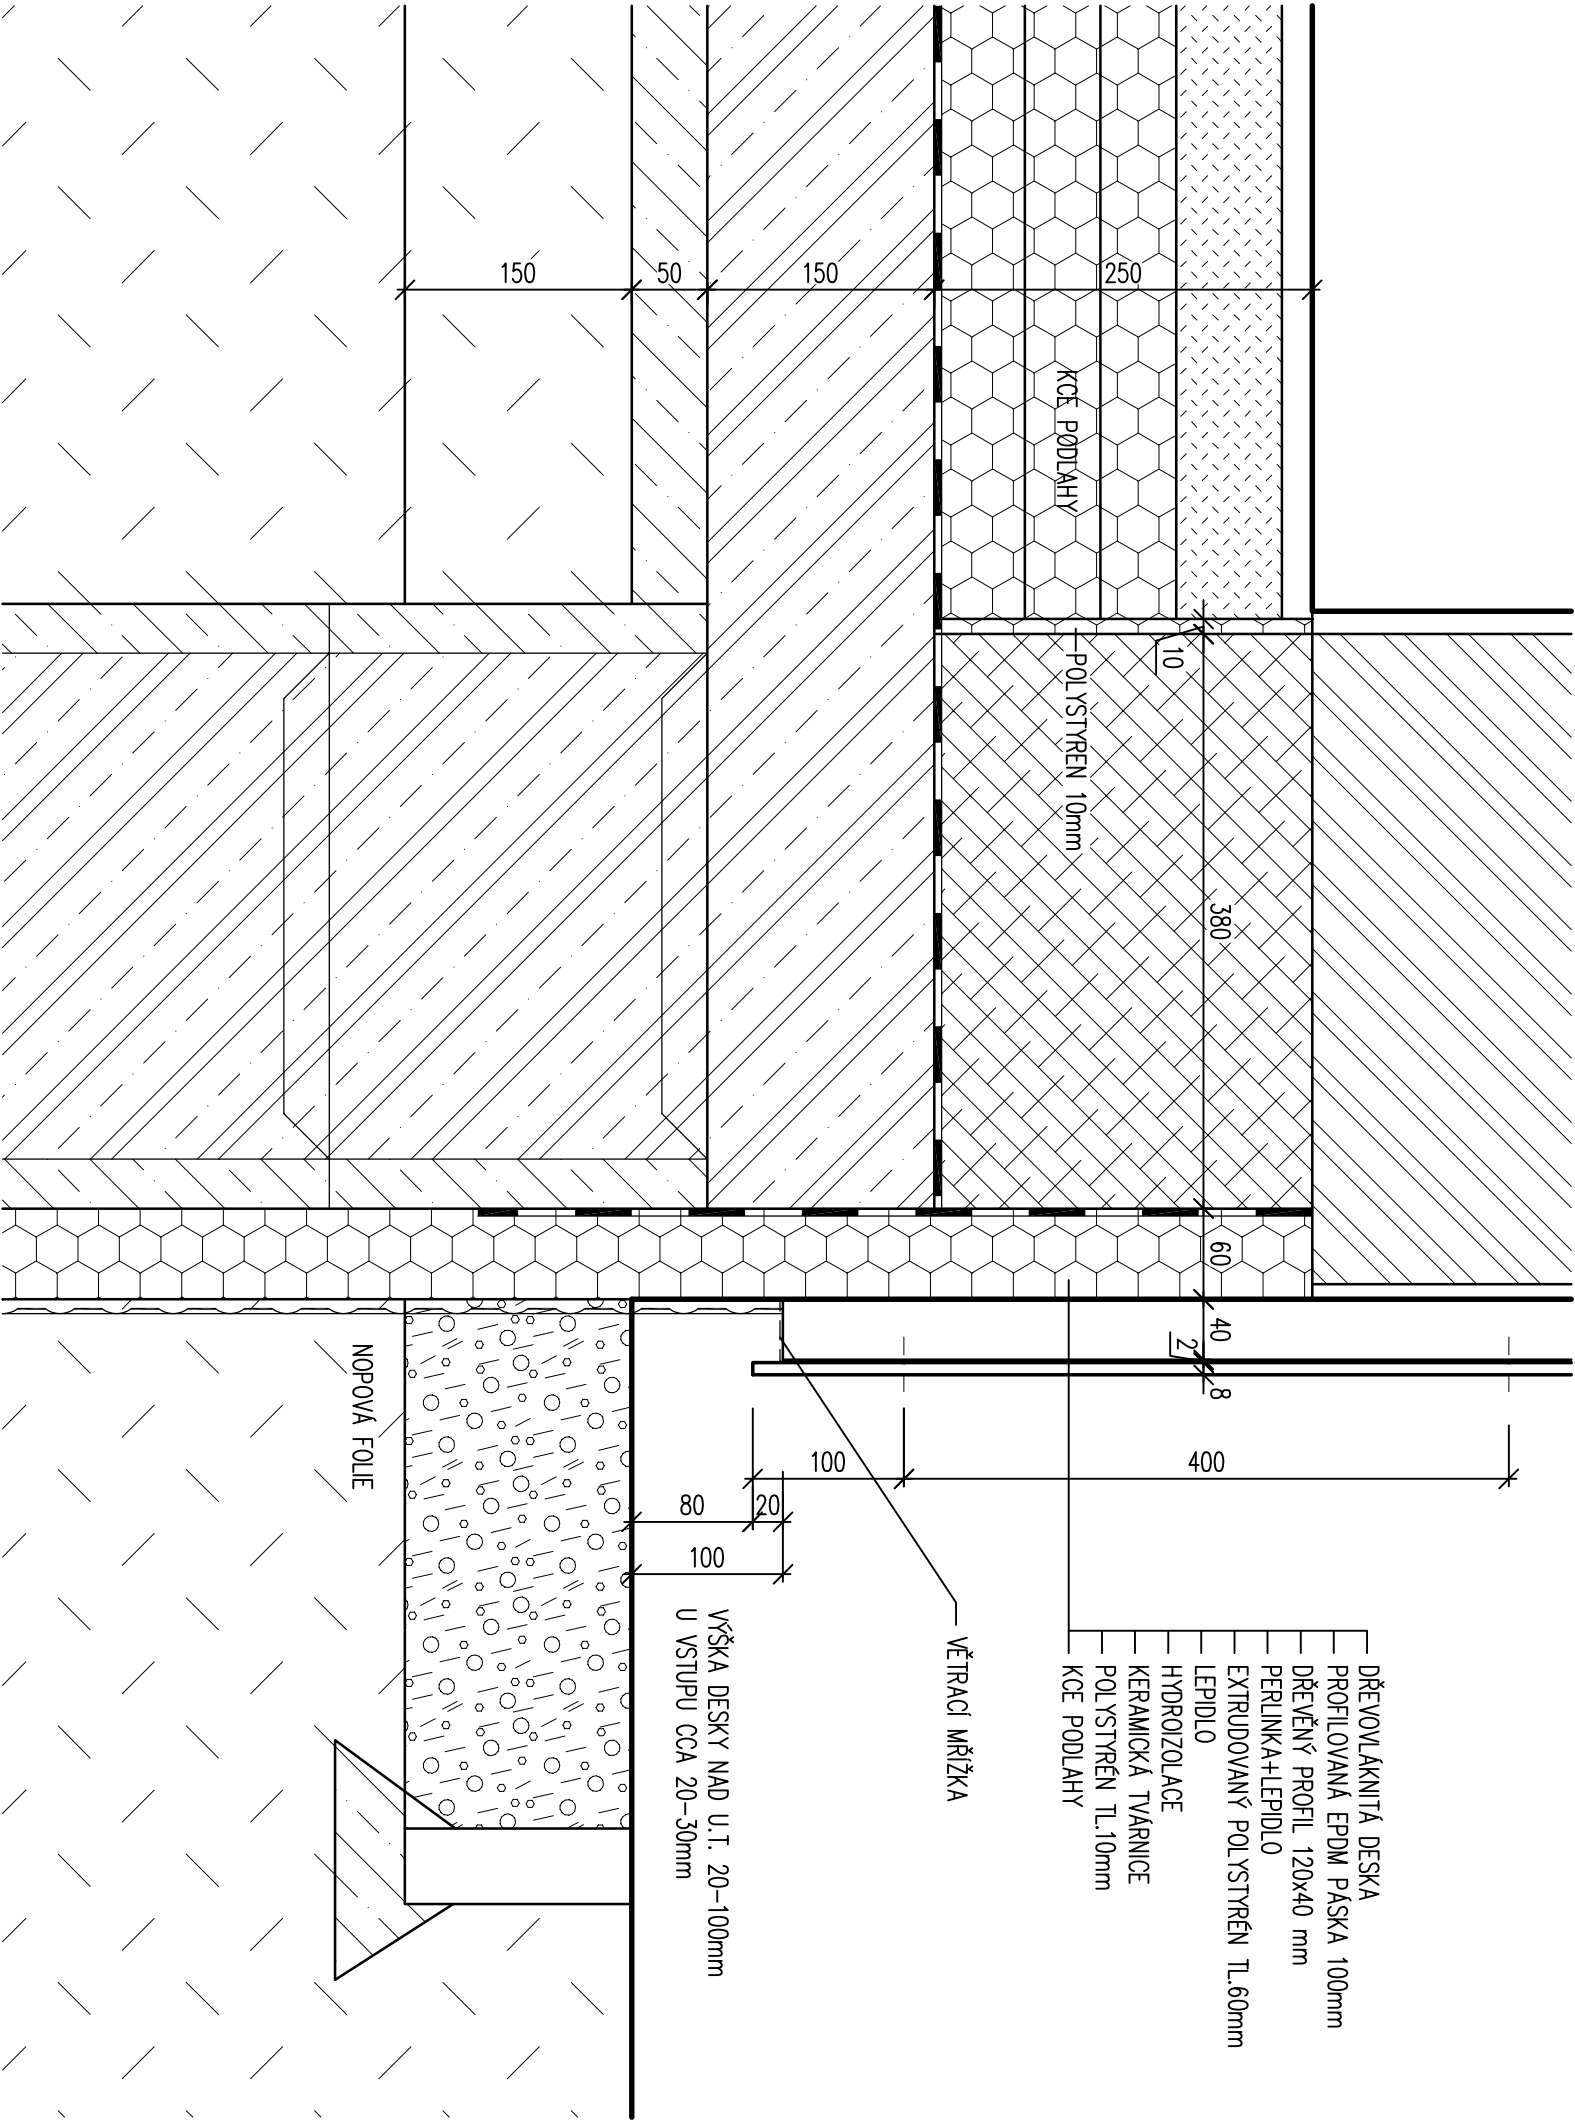 DŘEVOVLÁKNITÁ DESKA
PROFILOVANÁ EPDM PÁSKA 100mm
DŘEVĚNÝ PROFIL 120x40 mm
PERLINKA+LEPIDLO
EXTRUDOVANÝ POLYSTYRÉN TL.60mm
LEPIDLO
HYDROIZOLACE
KERAMICKÁ TVÁRNICE
POLYSTYRÉN TL.10mm
KCE PODLAHY
VĚTRACÍ MŘÍŽKA
VÝŠKA DESKY NAD U.T. 20-100mm
U VSTUPU CCA 20-30mm
NOPOVÁ FOLIE
KCE PODLAHY
POLYSTYREN 10mm
10
380
60
40
2
8
400
100
20
80
100
250
150
50
150